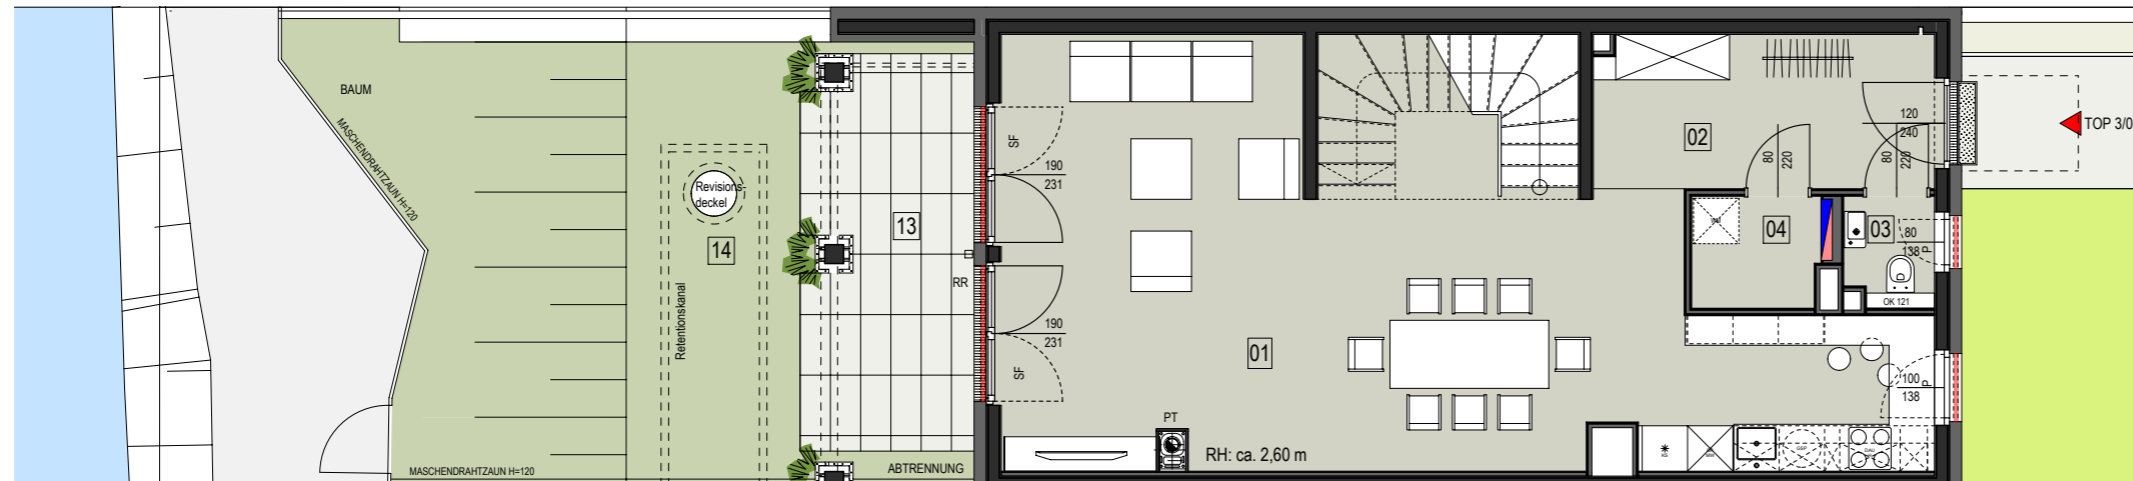 BAUM
MASCHENDRAHTZAUN H=120
MASCHENDRAHTZAUN H=120
Revisions-
deckel
14
Retentionskanal
13
RR
ABTRENNUNG
SF
190
231
190
231
SF
01
PT
RH: ca. 2,60 m
02
120
240
80
220
80
220
TOP 3/0
04
03
80
138
P
OK 121
100
138
P